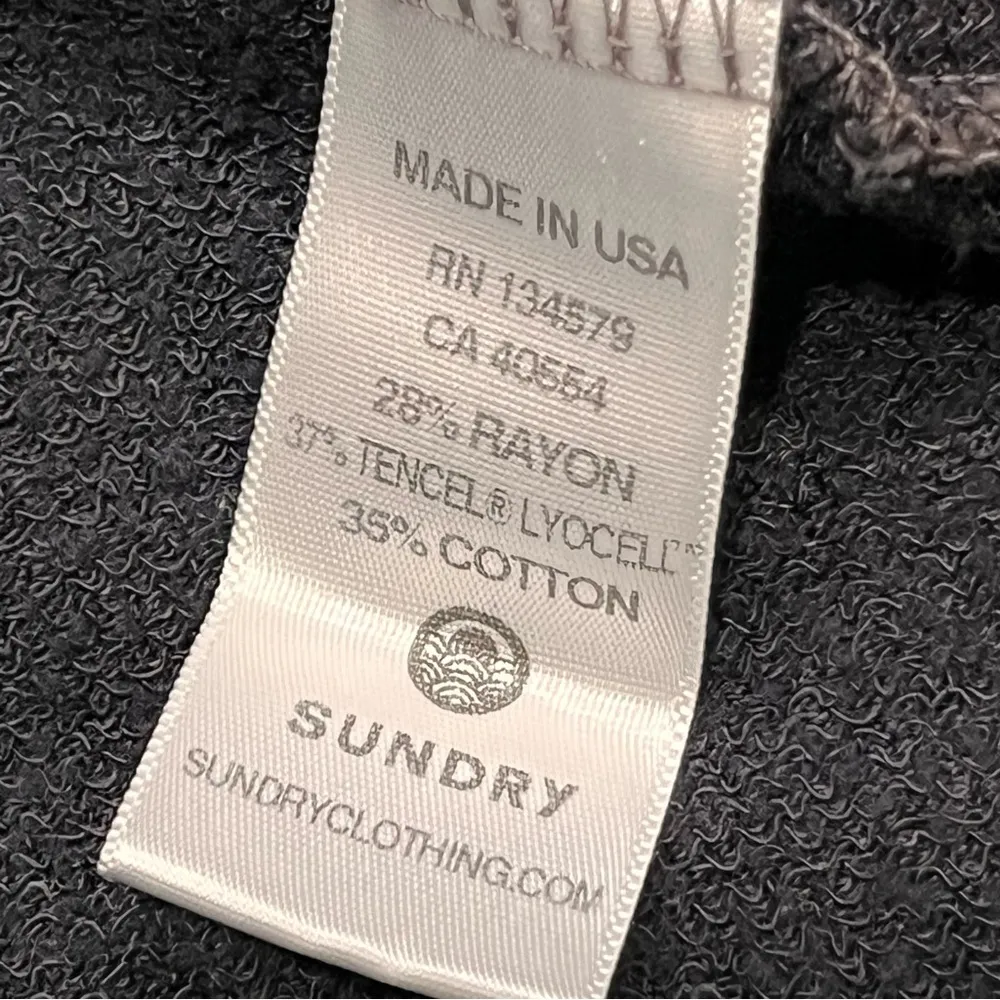 MADE IN USA
RN 134579
CA 40554
28% RAYON
37% TENCEL® LYOCELL™
35% COTTON
SUNDRY
SUNDRYCLOTHING.COM